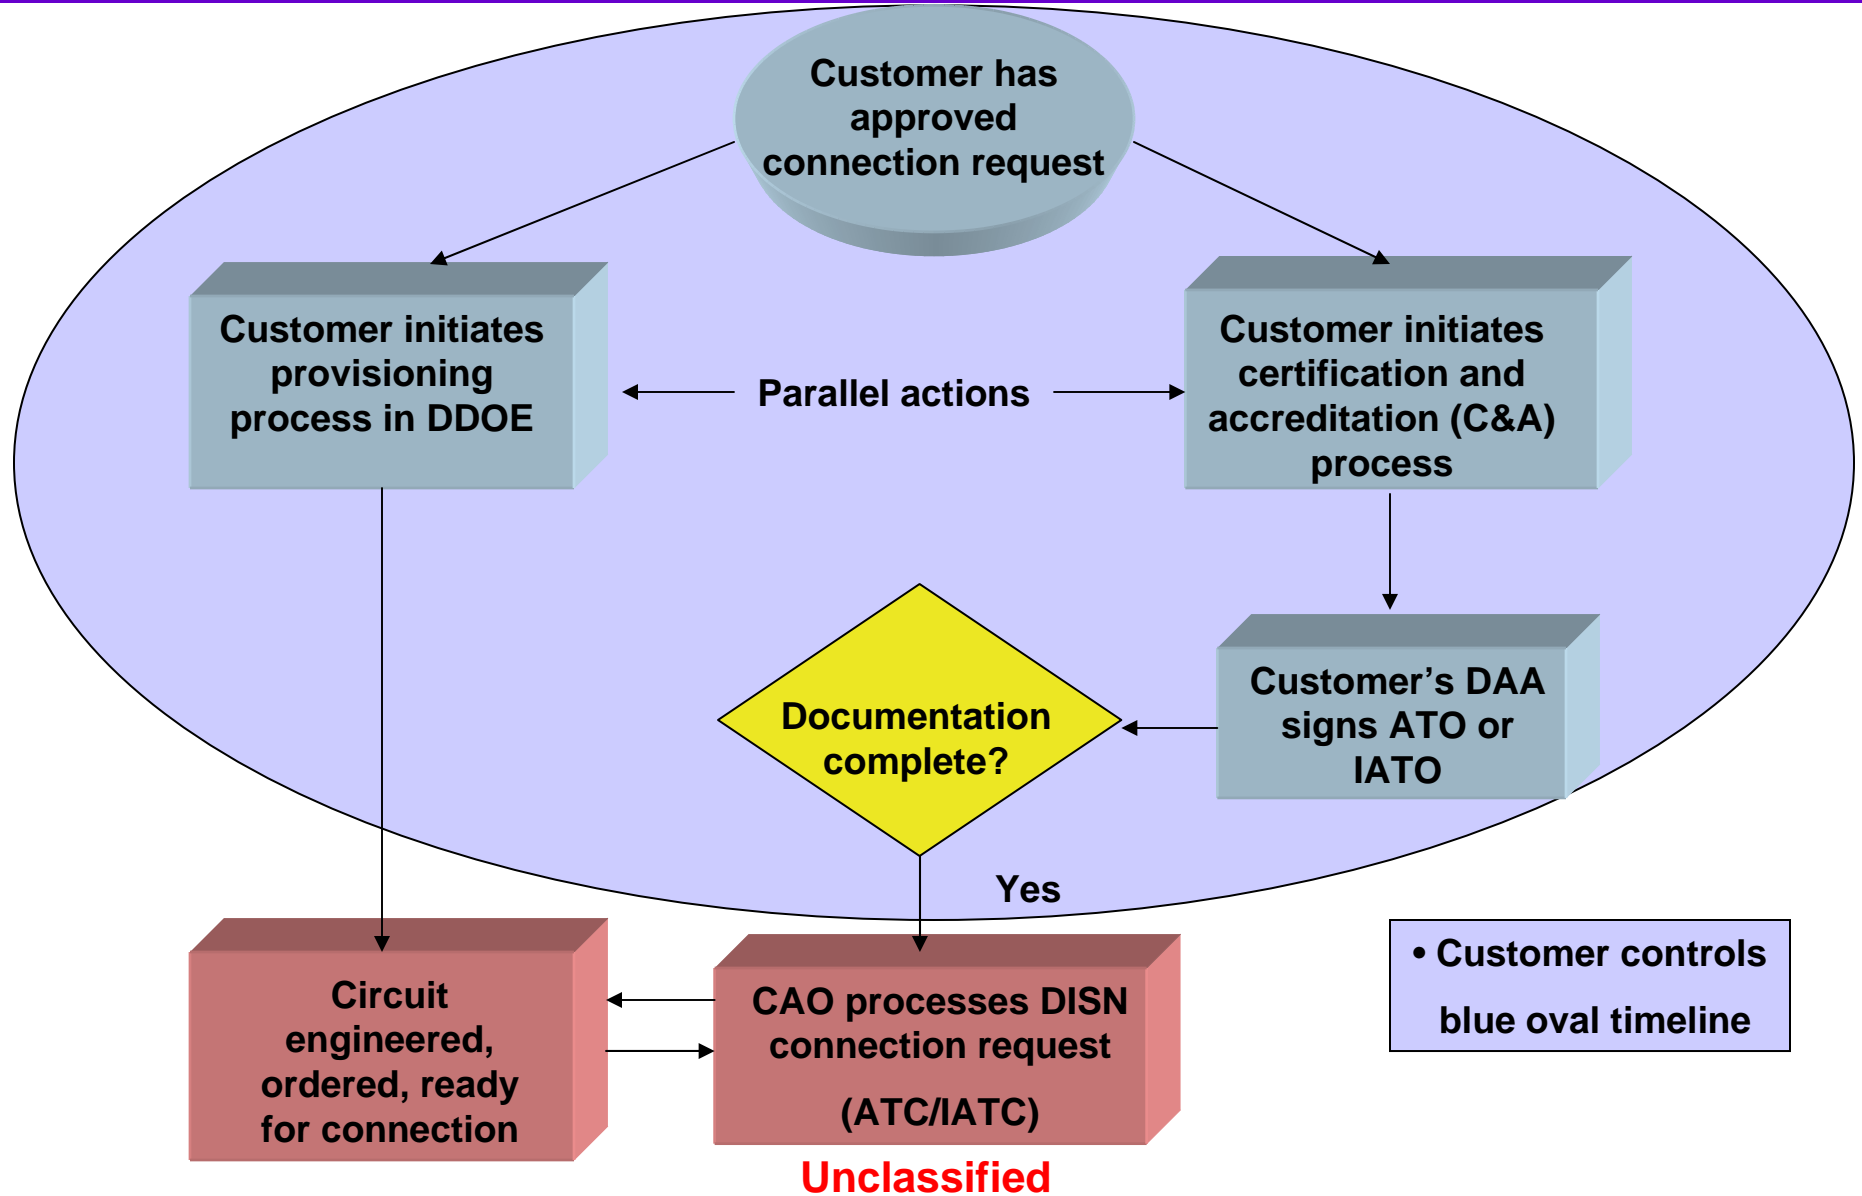 Customer has
approved
connection request
Customer initiates
provisioning
process in DDOE
Parallel actions
Customer initiates
certification and
accreditation (C&A)
process
Customer’s DAA
signs ATO or
IATO
Documentation
complete?
Yes
Circuit
engineered,
ordered, ready
for connection
CAO processes DISN
connection request
(ATC/IATC)
• Customer controls
blue oval timeline
Unclassified